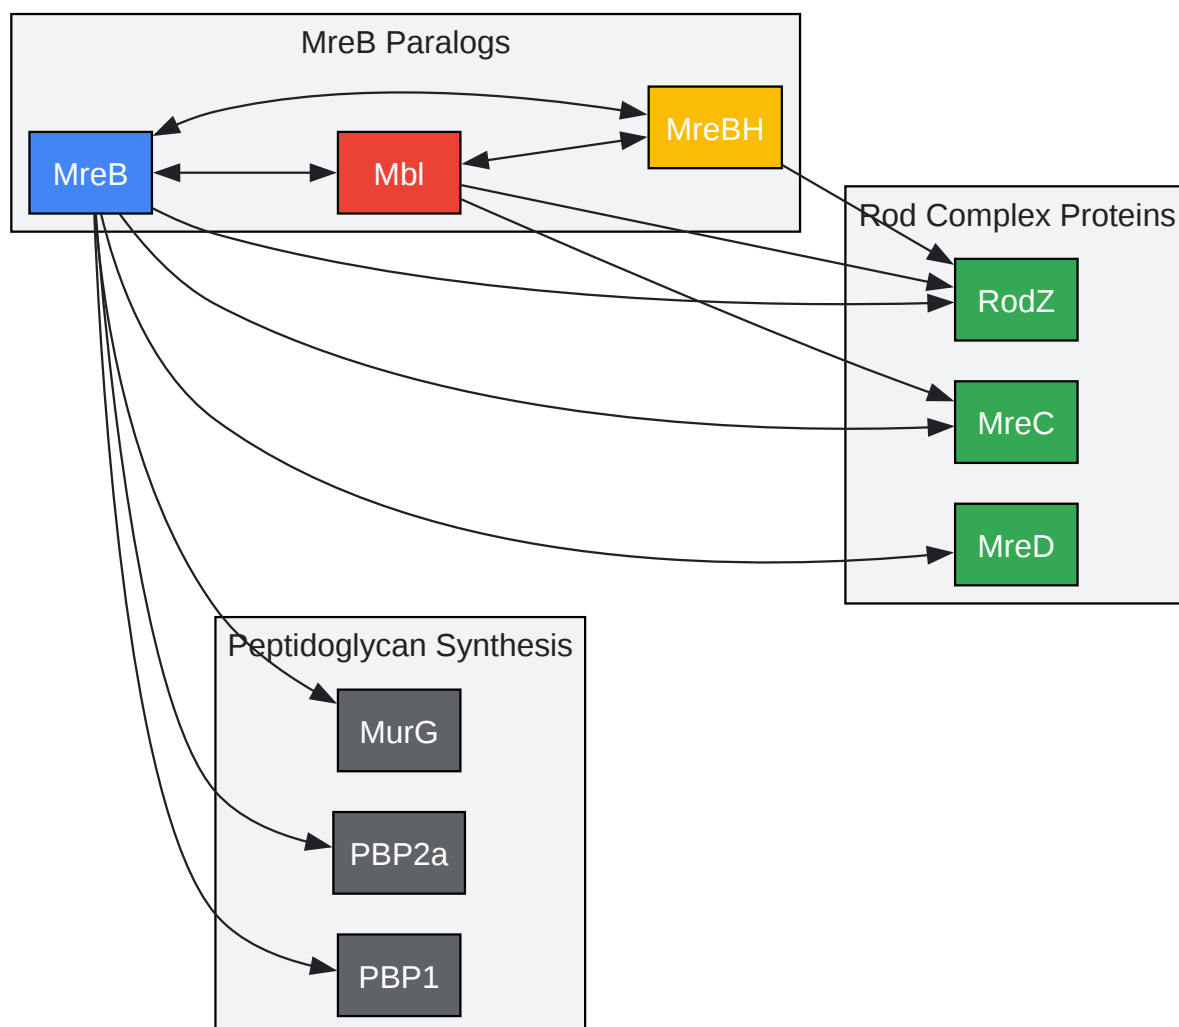 MreB Paralogs
MreBH
MreB
Mbl
Rod Complex Proteins
RodZ
MreC
MreD
Peptidoglycan Synthesis
MurG
PBP2a
PBP1